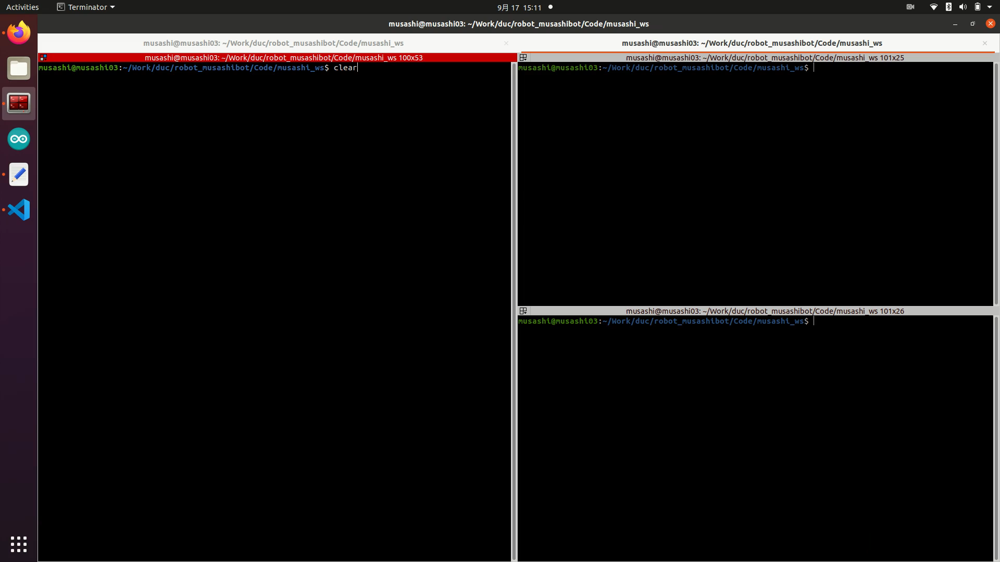 Activities
Terminator
9月 17 15:11
musashi@musashi03: ~/Work/duc/robot_musashibot/Code/musashi_ws
musashi@musashi03: ~/Work/duc/robot_musashibot/Code/musashi_ws
musashi@musashi03: ~/Work/duc/robot_musashibot/Code/musashi_ws
musashi@musashi03: ~/Work/duc/robot_musashibot/Code/musashi_ws 100x53
musashi@musashi03:~/Work/duc/robot_musashibot/Code/musashi_ws$ clear
musashi@musashi03: ~/Work/duc/robot_musashibot/Code/musashi_ws 101x25
musashi@musashi03:~/Work/duc/robot_musashibot/Code/musashi_ws$
musashi@musashi03: ~/Work/duc/robot_musashibot/Code/musashi_ws 101x26
musashi@musashi03:~/Work/duc/robot_musashibot/Code/musashi_ws$